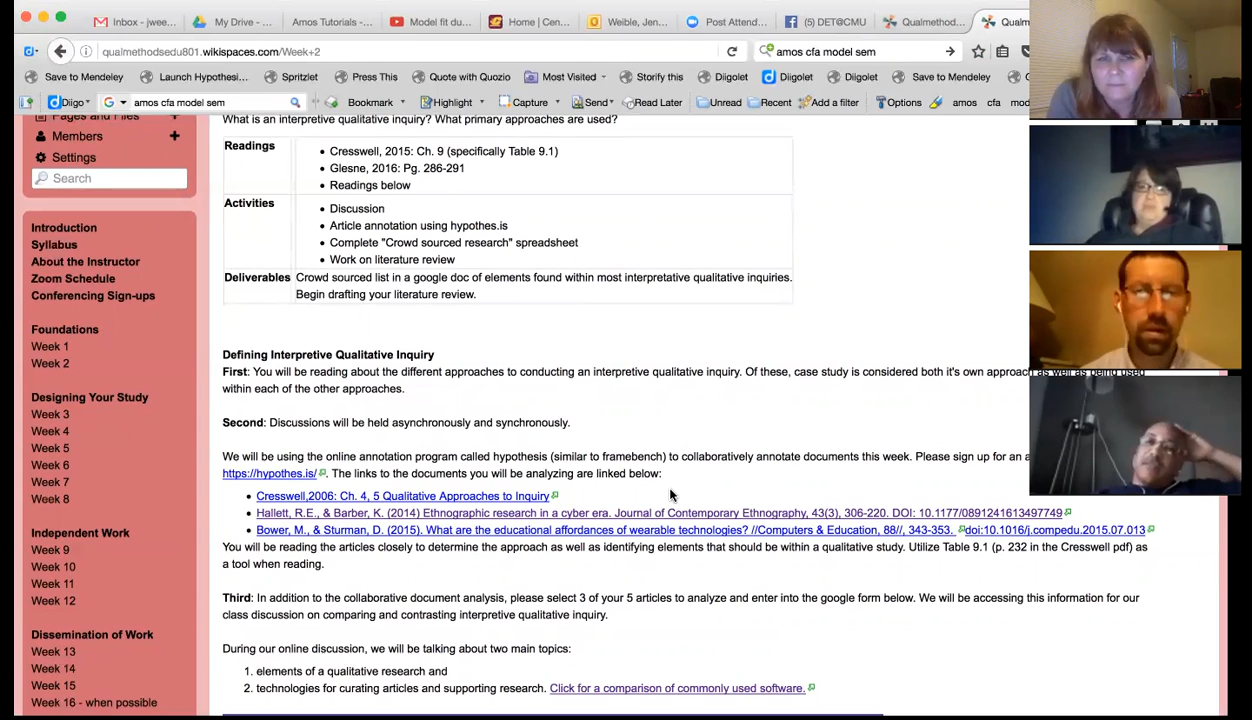 Inbox - jwee...
My Drive - ...
Amos Tutorials - ...
Model fit du...
Home | Cen...
Weible, Jen...
Post Attend...
(5) DET@CMU
Qualmethod...
Qualm
qualmethodsedu801.wikispaces.com/Week+2
amos cfa model sem
Save to Mendeley
Launch Hypothesi...
Spritzlet
Press This
Quote with Quozio
Most Visited
Storify this
Diigolet
Diigolet
Diigolet
Save to Mendeley
Diigo
amos cfa model sem
Bookmark
Highlight
Capture
Send
Read Later
Unread
Recent
Add a filter
Options
amos
cfa
mod
Pages and Files
Members
Settings
Search
Introduction
Syllabus
About the Instructor
Zoom Schedule
Conferencing Sign-ups
Foundations
Week 1
Week 2
Designing Your Study
Week 3
Week 4
Week 5
Week 6
Week 7
Week 8
Independent Work
Week 9
Week 10
Week 11
Week 12
Dissemination of Work
Week 13
Week 14
Week 15
Week 16 - when possible
What is an interpretive qualitative inquiry? What primary approaches are used?
Readings
Cresswell, 2015: Ch. 9 (specifically Table 9.1)
Glesne, 2016: Pg. 286-291
Readings below
Activities
Discussion
Article annotation using hypothes.is
Complete "Crowd sourced research" spreadsheet
Work on literature review
Deliverables
Crowd sourced list in a google doc of elements found within most interpretative qualitative inquiries.
Begin drafting your literature review.
Defining Interpretive Qualitative Inquiry
First: You will be reading about the different approaches to conducting an interpretive qualitative inquiry. Of these, case study is considered both it's own approach as well as being used
within each of the other approaches.
Second: Discussions will be held asynchronously and synchronously.
We will be using the online annotation program called hypothesis (similar to framebench) to collaboratively annotate documents this week. Please sign up for an
https://hypothes.is/ . The links to the documents you will be analyzing are linked below:
Cresswell,2006: Ch. 4, 5 Qualitative Approaches to Inquiry
Hallett, R.E., & Barber, K. (2014) Ethnographic research in a cyber era. Journal of Contemporary Ethnography, 43(3), 306-220. DOI: 10.1177/0891241613497749
Bower, M., & Sturman, D. (2015). What are the educational affordances of wearable technologies? //Computers & Education, 88//, 343-353. doi:10.1016/j.compedu.2015.07.013
You will be reading the articles closely to determine the approach as well as identifying elements that should be within a qualitative study. Utilize Table 9.1 (p. 232 in the Cresswell pdf) as
a tool when reading.
Third: In addition to the collaborative document analysis, please select 3 of your 5 articles to analyze and enter into the google form below. We will be accessing this information for our
class discussion on comparing and contrasting interpretive qualitative inquiry.
During our online discussion, we will be talking about two main topics:
1. elements of a qualitative research and
2. technologies for curating articles and supporting research. Click for a comparison of commonly used software.